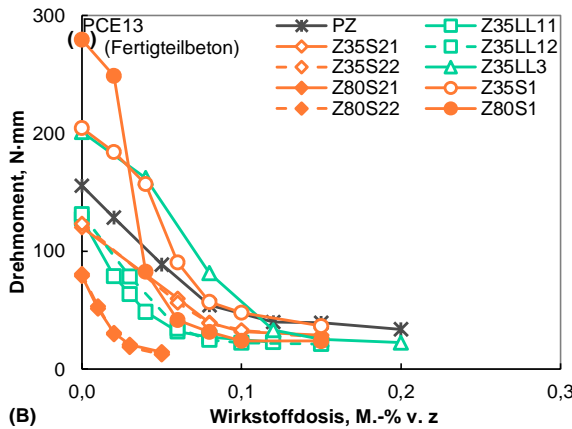 300
PCE13
(Fertigteilbeton)
( )
PZ
Z35LL11
Z35S21
Z35LL12
Z35S22
Z35LL3
Z80S21
Z35S1
Z80S22
Z80S1
200
100
0
Drehmoment, N·mm
0,0
0,1
0,2
0,3
(B)
Wirkstoffdosis, M.-% v. z